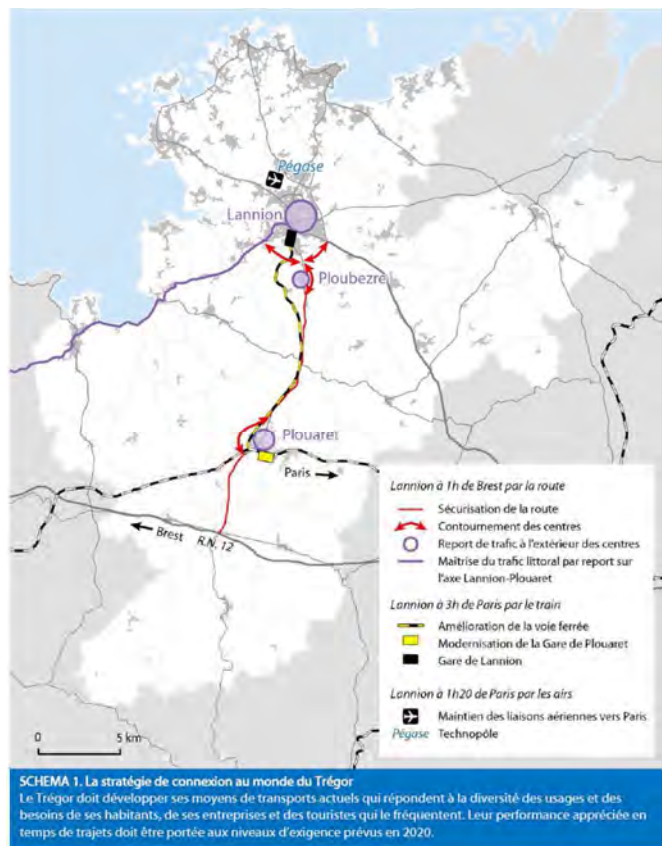 Pégase
Lannion
Ploubezre
Plouaret
Paris
Brest
R.N. 12
Lannion à 1h de Brest par la route
Sécurisation de la route
Contournement des centres
Report de trafic à l'extérieur des centres
Maîtrise du trafic littoral par report sur
l'axe Lannion-Plouaret
Lannion à 3h de Paris par le train
Amélioration de la voie ferrée
Modernisation de la Gare de Plouaret
Gare de Lannion
Lannion à 1h20 de Paris par les airs
Maintien des liaisons aériennes vers Paris
Pégase Technopôle
0 5 km
SCHEMA 1. La stratégie de connexion au monde du Trégor
Le Trégor doit développer ses moyens de transports actuels qui répondent à la diversité des usages et des
besoins de ses habitants, de ses entreprises et des touristes qui le fréquentent. Leur performance appréciée en
temps de trajets doit être portée aux niveaux d'exigence prévus en 2020.